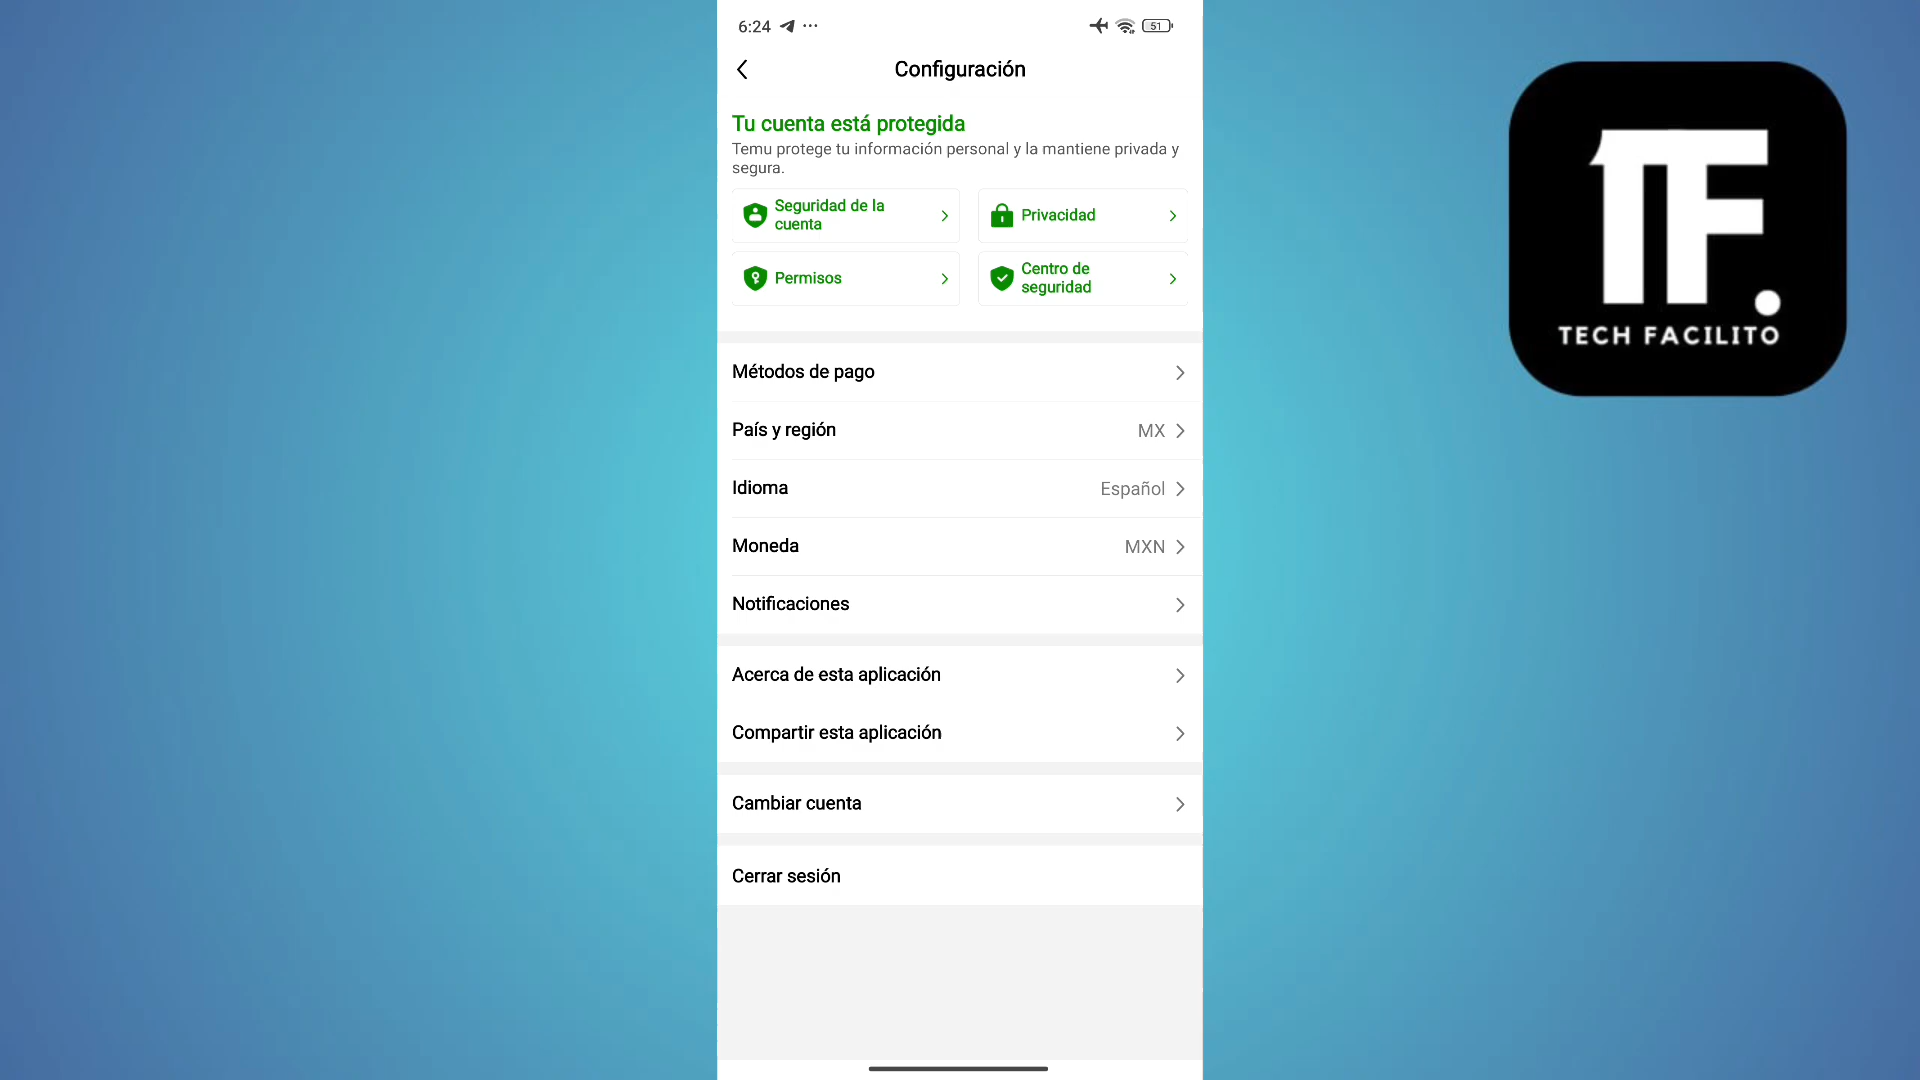 6:24
51
Configuración
Tu cuenta está protegida
Temu protege tu información personal y la mantiene privada y
segura.
Seguridad de la
cuenta
Privacidad
Permisos
Centro de
seguridad
Métodos de pago
País y región MX
Idioma Español
Moneda MXN
Notificaciones
Acerca de esta aplicación
Compartir esta aplicación
Cambiar cuenta
Cerrar sesión
TF.
TECH FACILITO